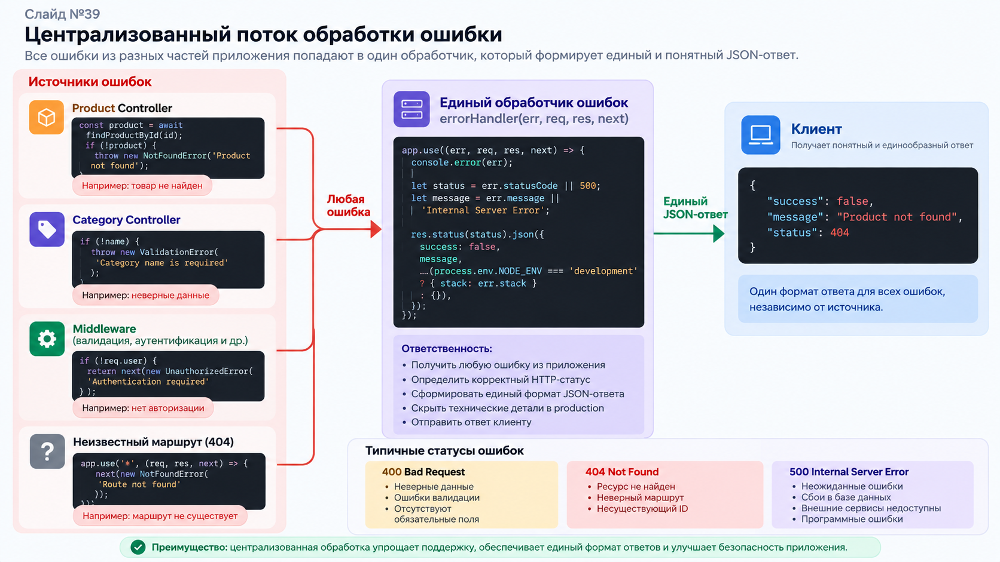 Слайд №39
Централизованный поток обработки ошибки
Все ошибки из разных частей приложения попадают в один обработчик, который формирует единый и понятный JSON-ответ.
Источники ошибок
Product Controller
const product = await
findProductById(id);
if (!product) {
throw new NotFoundError('Product
not found');
Например: товар не найден
Category Controller
if (!name) {
throw new ValidationError(
'Category name is required'
);
}
Например: неверные данные
Middleware
(валидация, аутентификация и др.)
if (!req.user) {
return next(new UnauthorizedError(
'Authentication required'
} );
Например: нет авторизации
Неизвестный маршрут (404)
?
app.use('*', (req, res, next) => {
next(new NotFoundError(
'Route not found'
));
Например: маршрут не существует
Любая
ошибка
Единый обработчик ошибок
errorHandler(err, req, res, next)
app.use((err, req, res, next) => {
console.error(err);
let status = err.statusCode || 500;
let message = err.message ||
'Internal Server Error';
res.status(status).json({
success: false,
message,
....(process.env.NODE_ENV === 'development'
? { stack: err.stack }
: {}),
});
});
Ответственность:
• Получить любую ошибку из приложения
• Определить корректный HTTP-статус
• Сформировать единый формат JSON-ответа
• Скрыть технические детали в production
• Отправить ответ клиенту
Единый
JSON-ответ
Клиент
Получает понятный и единообразный ответ
{
"success": false,
"message": "Product not found",
"status": 404
}
Один формат ответа для всех ошибок,
независимо от источника.
Типичные статусы ошибок
400 Bad Request
• Неверные данные
• Ошибки валидации
• Отсутствуют
обязательные поля
404 Not Found
• Ресурс не найден
• Неверный маршрут
• Несуществующий ID
500 Internal Server Error
• Неожиданные ошибки
• Сбои в базе данных
• Внешние сервисы недоступны
• Программные ошибки
Преимущество: централизованная обработка упрощает поддержку, обеспечивает единый формат ответов и улучшает безопасность приложения.